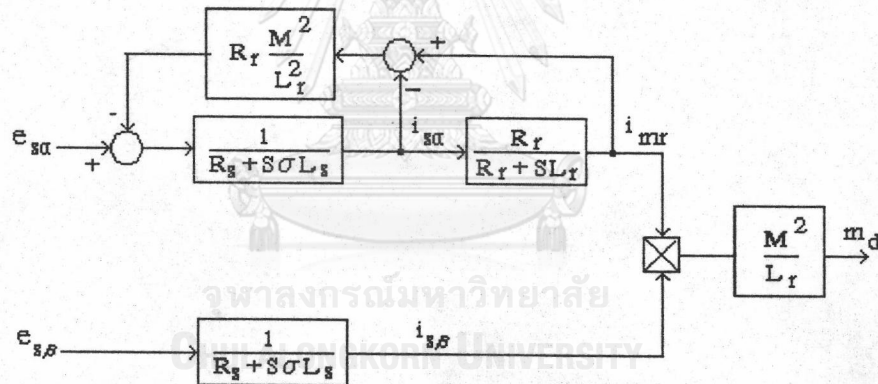 R_r M^2 / L_r^2
+
−
-
e_sα
+
1 / (R_s + SσL_s)
i_sα
R_r / (R_r + SL_r)
i_mr
M^2 / L_r
m_d
จุฬาลงกรณ์มหาวิทยาลัย
CHULALONGKORN UNIVERSITY
e_sβ
1 / (R_s + SσL_s)
i_sβ